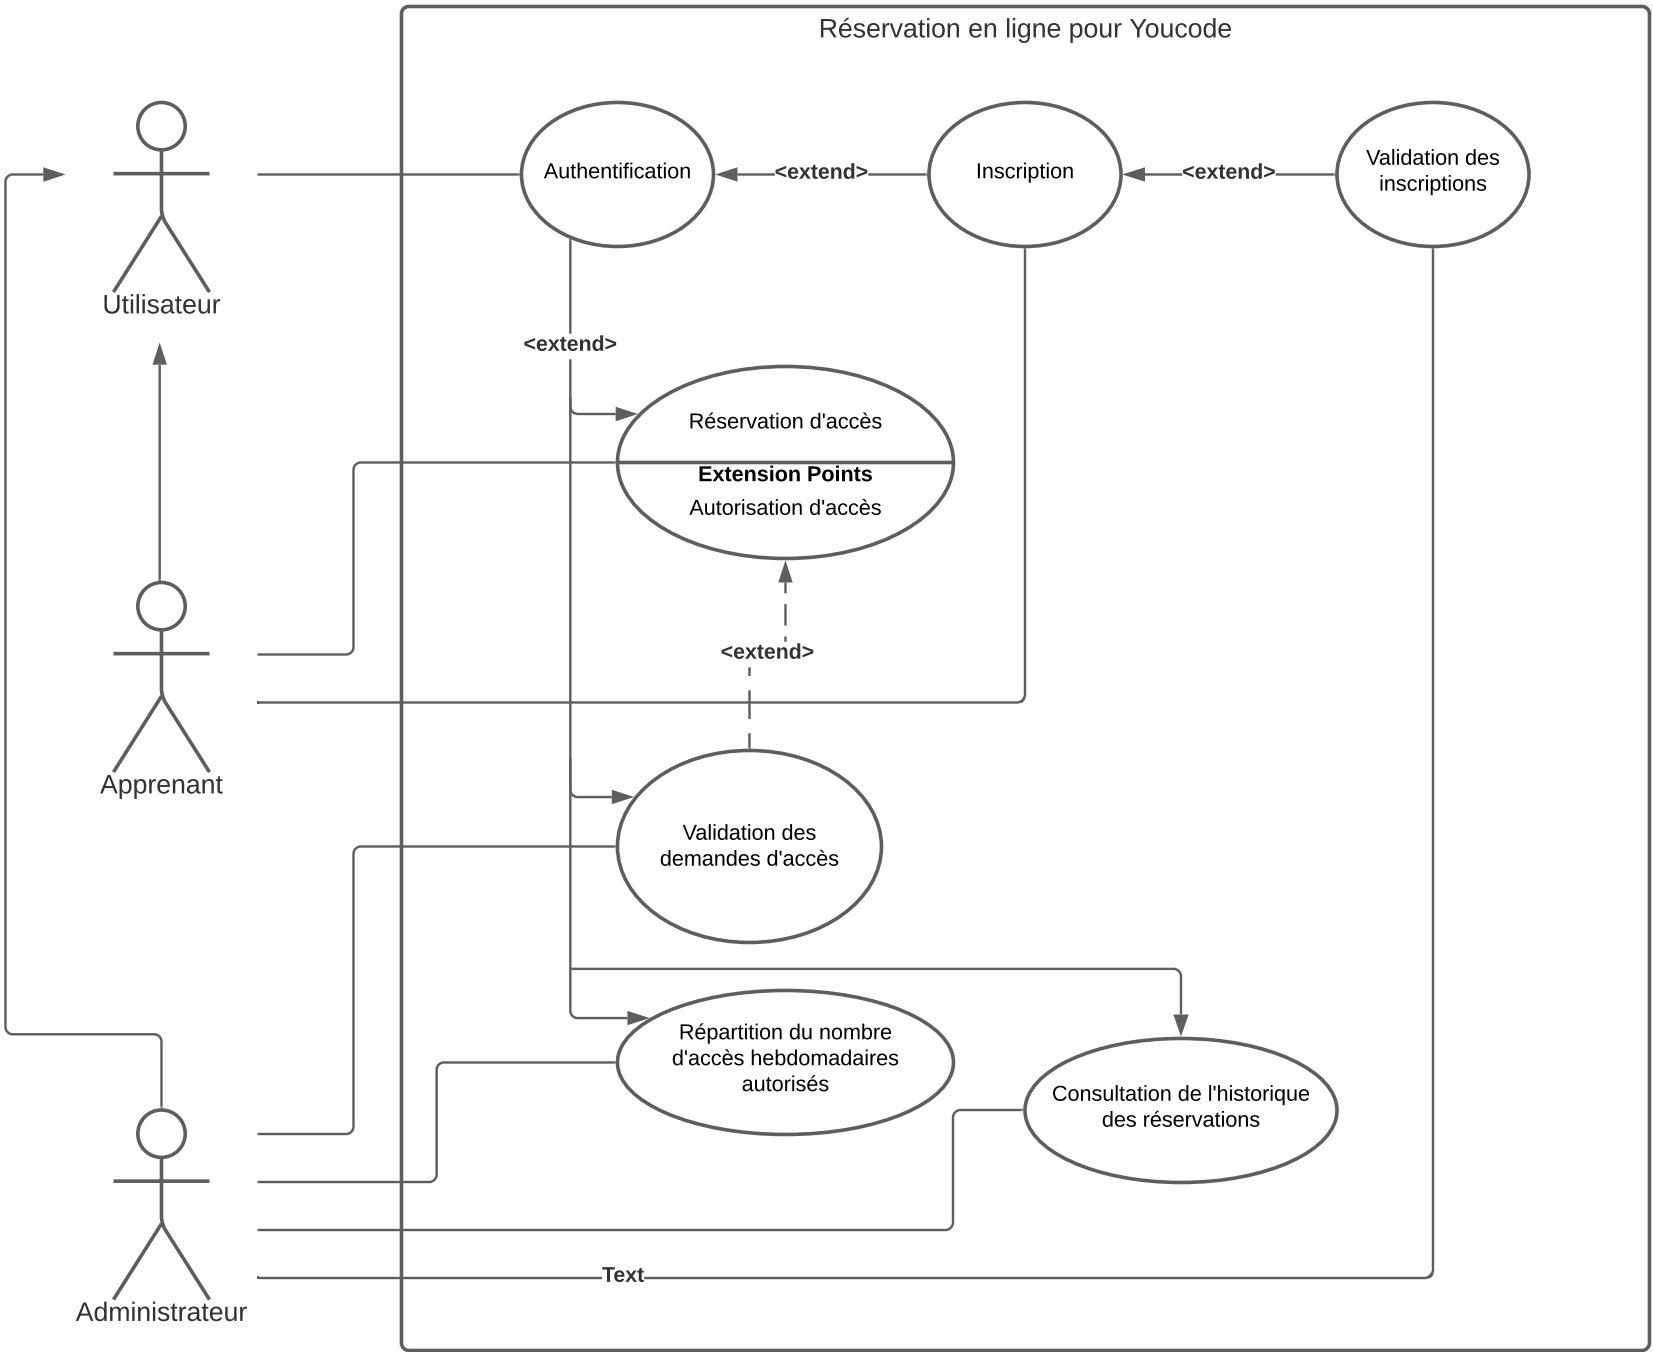 Réservation en ligne pour Youcode
Authentification
<extend>
Inscription
<extend>
Validation des
inscriptions
Utilisateur
<extend>
Réservation d'accès
Extension Points
Autorisation d'accès
<extend>
Apprenant
Validation des
demandes d'accès
Répartition du nombre
d'accès hebdomadaires
autorisés
Consultation de l'historique
des réservations
Text
Administrateur